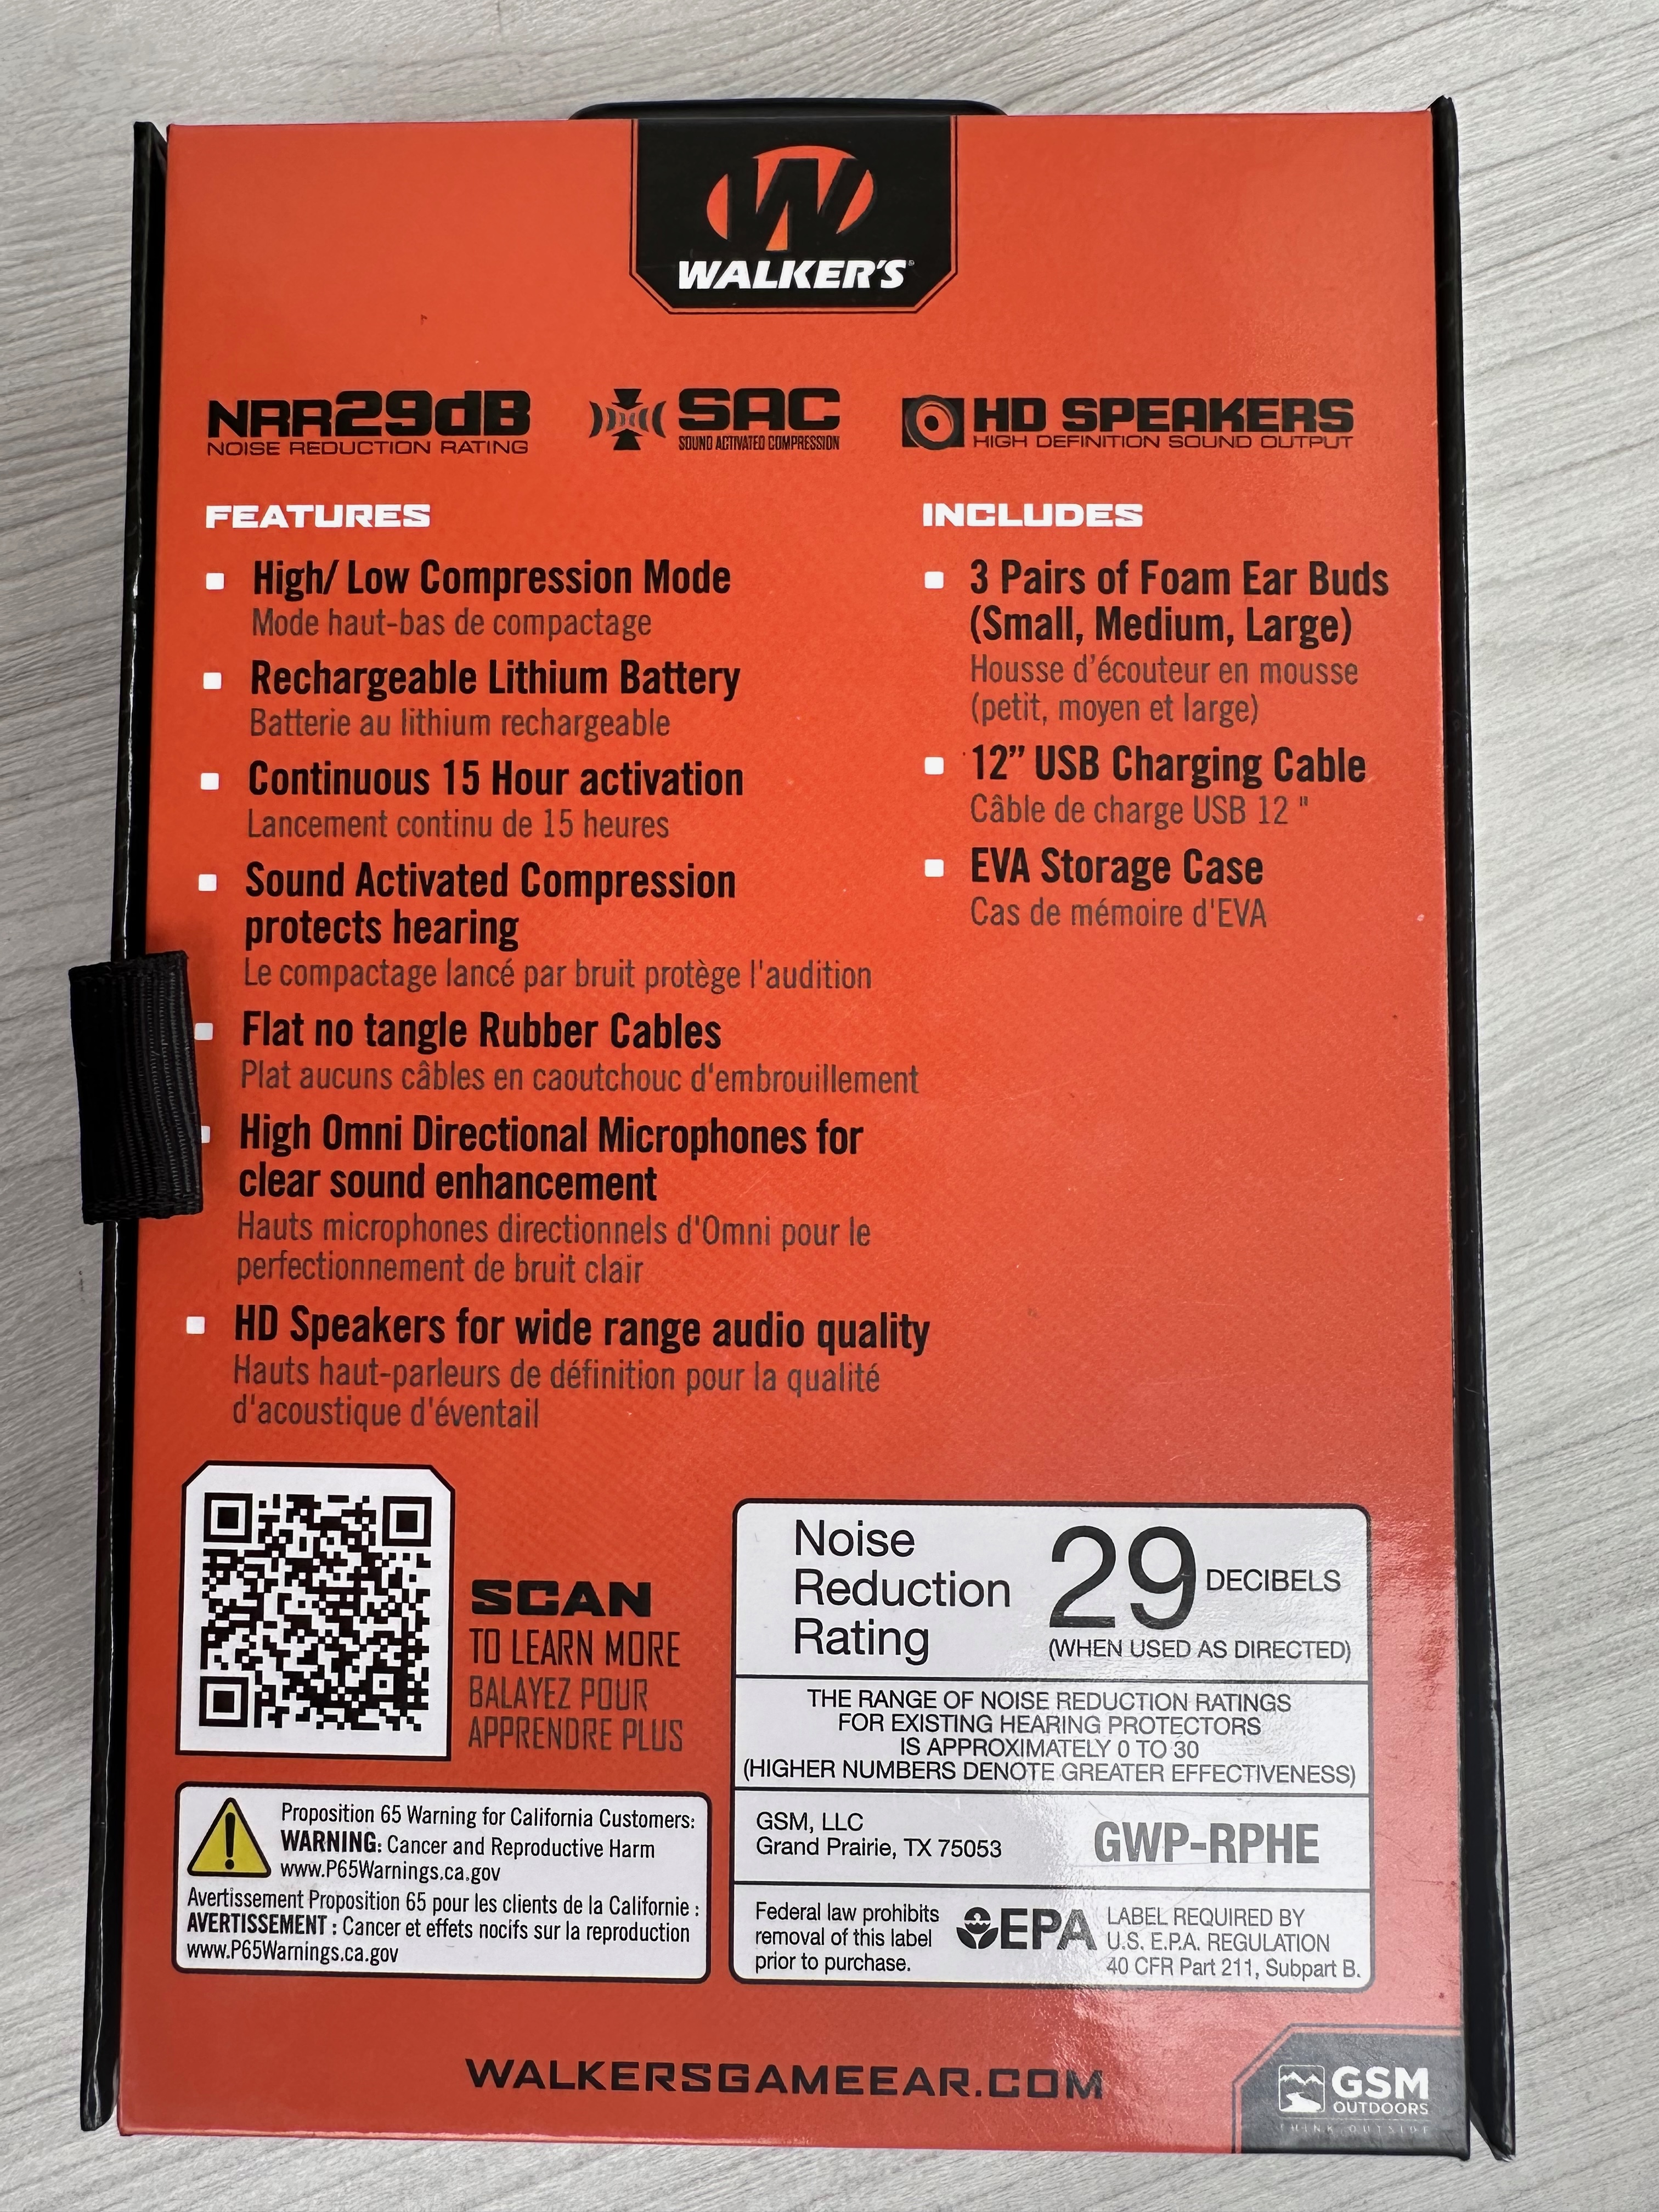 W
WALKER'S
NRR29dB
NOISE REDUCTION RATING
SAC
SOUND ACTIVATED COMPRESSION
HD SPEAKERS
HIGH DEFINITION SOUND OUTPUT
FEATURES
High/ Low Compression Mode
Mode haut-bas de compactage
Rechargeable Lithium Battery
Batterie au lithium rechargeable
Continuous 15 Hour activation
Lancement continu de 15 heures
Sound Activated Compression
protects hearing
Le compactage lancé par bruit protège l'audition
Flat no tangle Rubber Cables
Plat aucuns câbles en caoutchouc d'embrouillement
High Omni Directional Microphones for
clear sound enhancement
Hauts microphones directionnels d'Omni pour le
perfectionnement de bruit clair
HD Speakers for wide range audio quality
Hauts haut-parleurs de définition pour la qualité
d'acoustique d'éventail
INCLUDES
3 Pairs of Foam Ear Buds
(Small, Medium, Large)
Housse d'écouteur en mousse
(petit, moyen et large)
12” USB Charging Cable
Câble de charge USB 12 "
EVA Storage Case
Cas de mémoire d'EVA
SCAN
TO LEARN MORE
BALAYEZ POUR
APPRENDRE PLUS
Proposition 65 Warning for California Customers:
WARNING: Cancer and Reproductive Harm
www.P65Warnings.ca.gov
Avertissement Proposition 65 pour les clients de la Californie :
AVERTISSEMENT : Cancer et effets nocifs sur la reproduction
www.P65Warnings.ca.gov
Noise
Reduction
Rating
29 DECIBELS
(WHEN USED AS DIRECTED)
THE RANGE OF NOISE REDUCTION RATINGS
FOR EXISTING HEARING PROTECTORS
IS APPROXIMATELY 0 TO 30
(HIGHER NUMBERS DENOTE GREATER EFFECTIVENESS)
GSM, LLC
Grand Prairie, TX 75053
GWP-RPHE
Federal law prohibits
removal of this label
prior to purchase.
EPA
LABEL REQUIRED BY
U.S. E.P.A. REGULATION
40 CFR Part 211, Subpart B.
WALKERSGAMEEAR.COM
GSM
OUTDOORS
THINK OUTSIDE